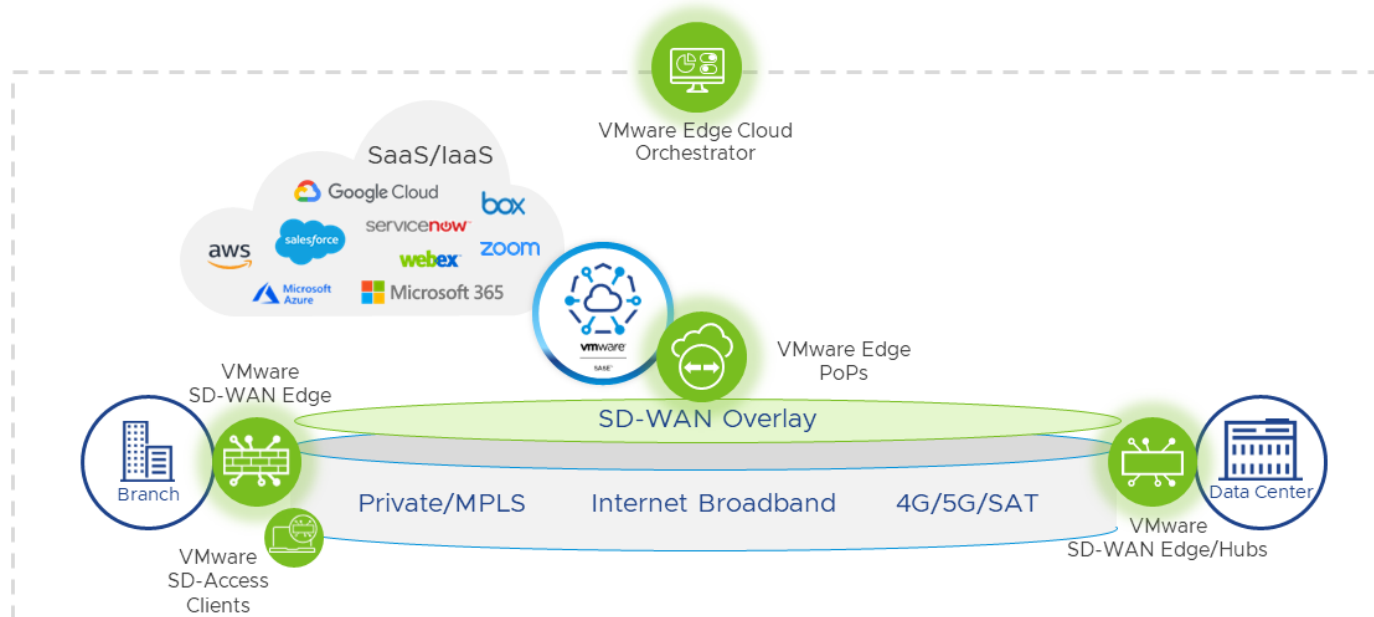 VMware Edge Cloud
Orchestrator
SaaS/IaaS
Google Cloud
box
servicenow
salesforce
aws
zoom
webex
Microsoft
Azure
Microsoft 365
vmware
SASE
VMware Edge
PoPs
VMware
SD-WAN Edge
SD-WAN Overlay
Branch
Private/MPLS
Internet Broadband
4G/5G/SAT
Data Center
VMware
SD-WAN Edge/Hubs
VMware
SD-Access
Clients